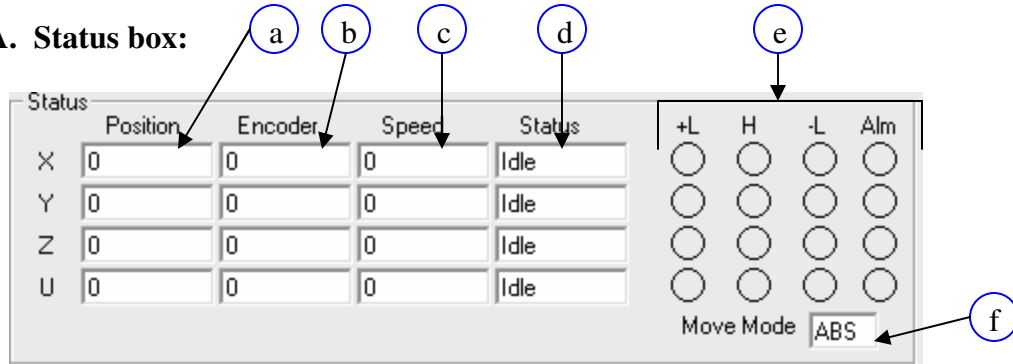 A. Status box:
a b c d e
Status
Position Encoder Speed Status +L H -L Alm
X 0 0 0 Idle
Y 0 0 0 Idle
Z 0 0 0 Idle
U 0 0 0 Idle
Move Mode ABS
f